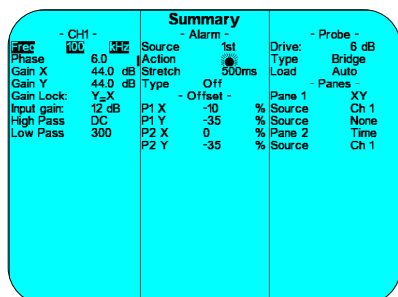 Summary
- CH1 -
Freq 100 kHz
Phase 6.0
Gain X 44.0 dB
Gain Y 44.0 dB
Gain Lock: Y=X
Input gain: 12 dB
High Pass DC
Low Pass 300
- Alarm -
Source 1st
Action
Stretch 500ms
Type Off
- Offset -
P1 X -10 %
P1 Y -35 %
P2 X 0 %
P2 Y -35 %
- Probe -
Drive: 6 dB
Type Bridge
Load Auto
- Panes -
Pane 1 XY
Source Ch 1
Source None
Pane 2 Time
Source Ch 1